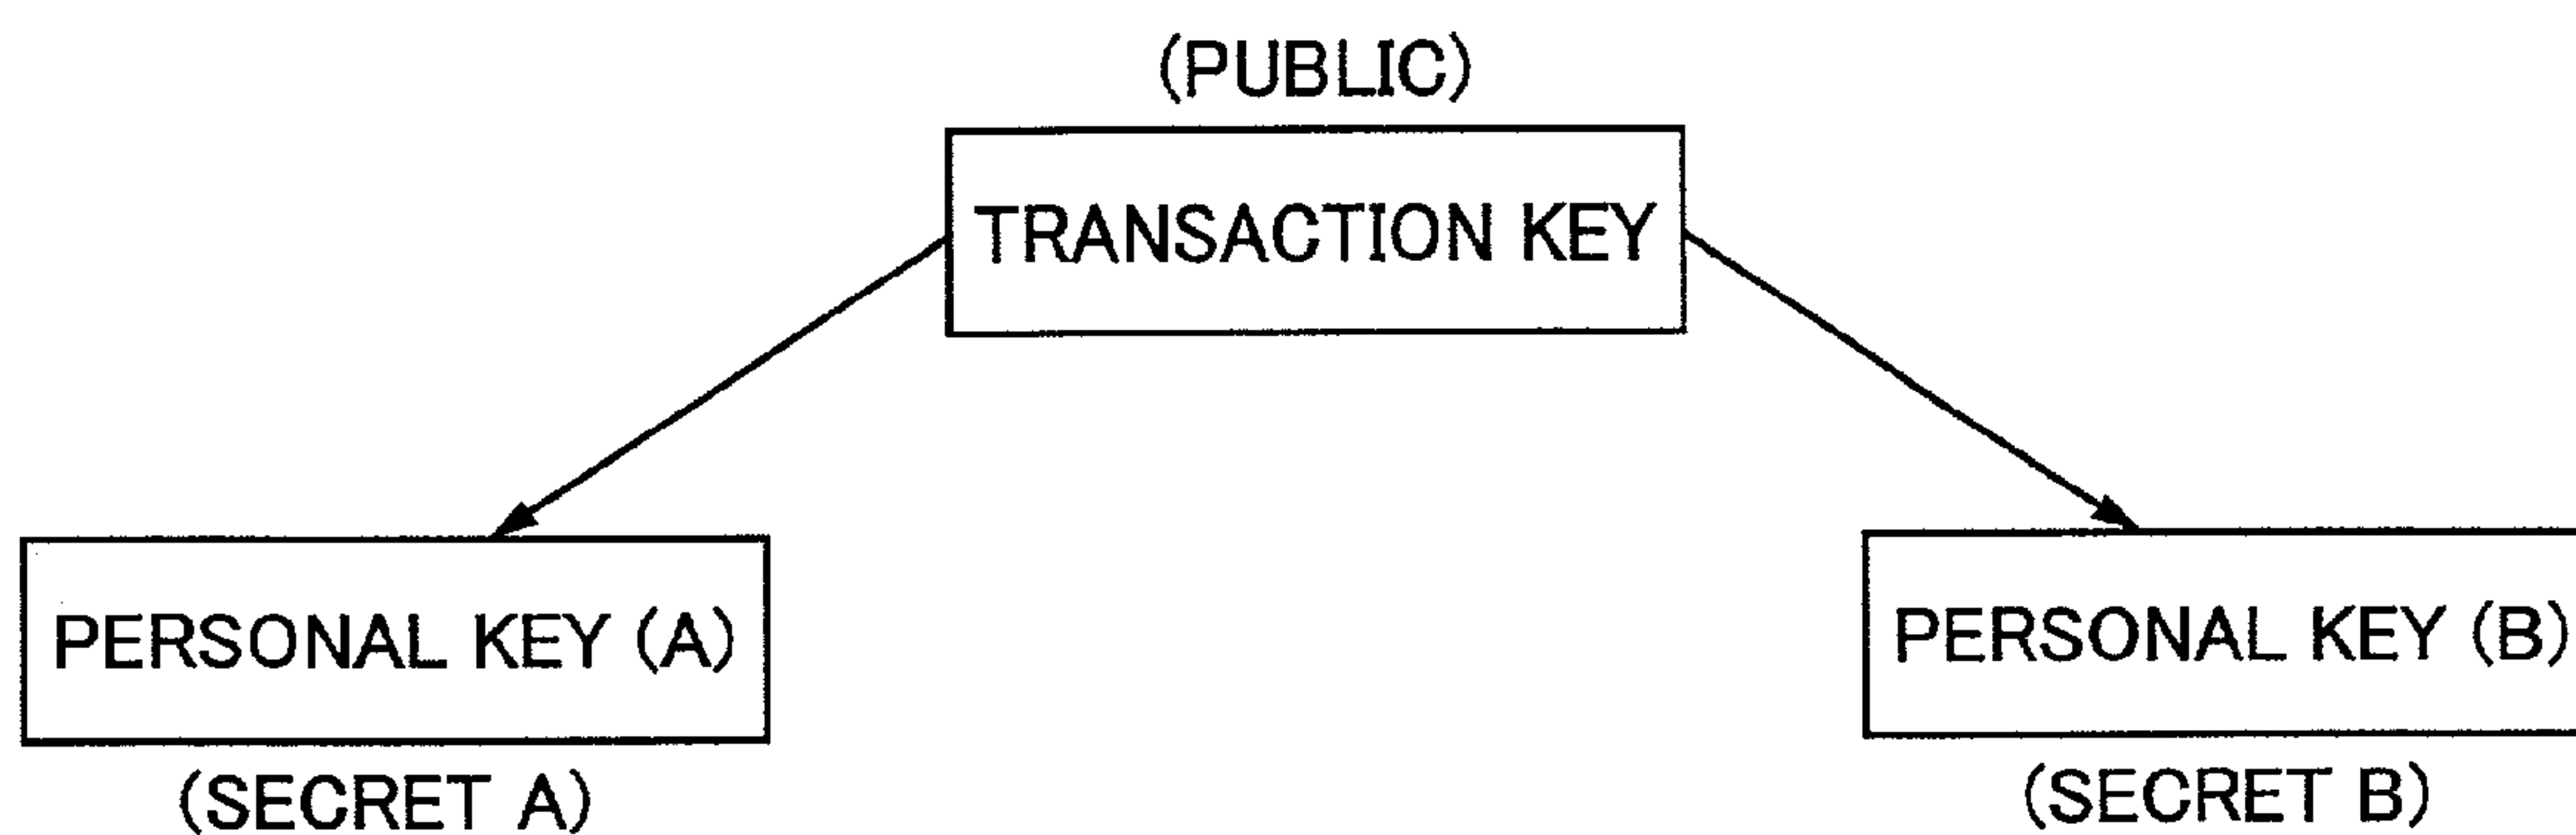 (PUBLIC)
TRANSACTION KEY
PERSONAL KEY (A)
PERSONAL KEY (B)
(SECRET A)
(SECRET B)